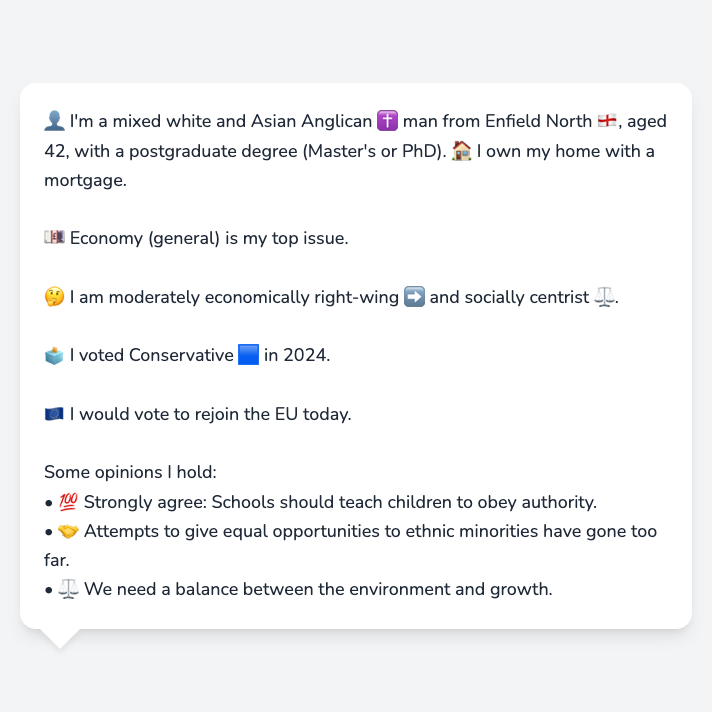 👤 I'm a mixed white and Asian Anglican ✝️ man from Enfield North 🏴󠁧󠁢󠁥󠁮󠁧󠁿, aged
42, with a postgraduate degree (Master's or PhD). 🏠 I own my home with a
mortgage.
💷 Economy (general) is my top issue.
🤔 I am moderately economically right-wing ➡️ and socially centrist ⚖️.
🗳️ I voted Conservative 🟦 in 2024.
🇪🇺 I would vote to rejoin the EU today.
Some opinions I hold:
• 💯 Strongly agree: Schools should teach children to obey authority.
• 🤝 Attempts to give equal opportunities to ethnic minorities have gone too
far.
• ⚖️ We need a balance between the environment and growth.